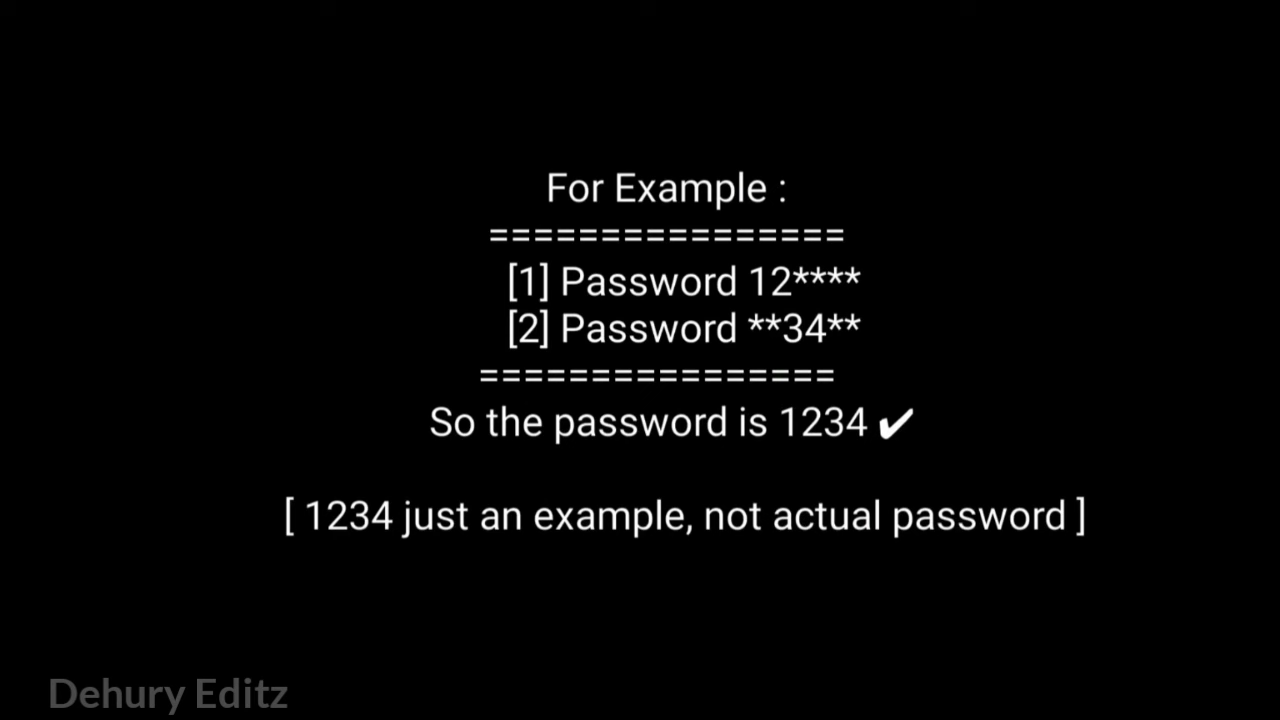 For Example :
================
[1] Password 12****
[2] Password **34**
================
So the password is 1234 ✔
[ 1234 just an example, not actual password ]
Dehury Editz